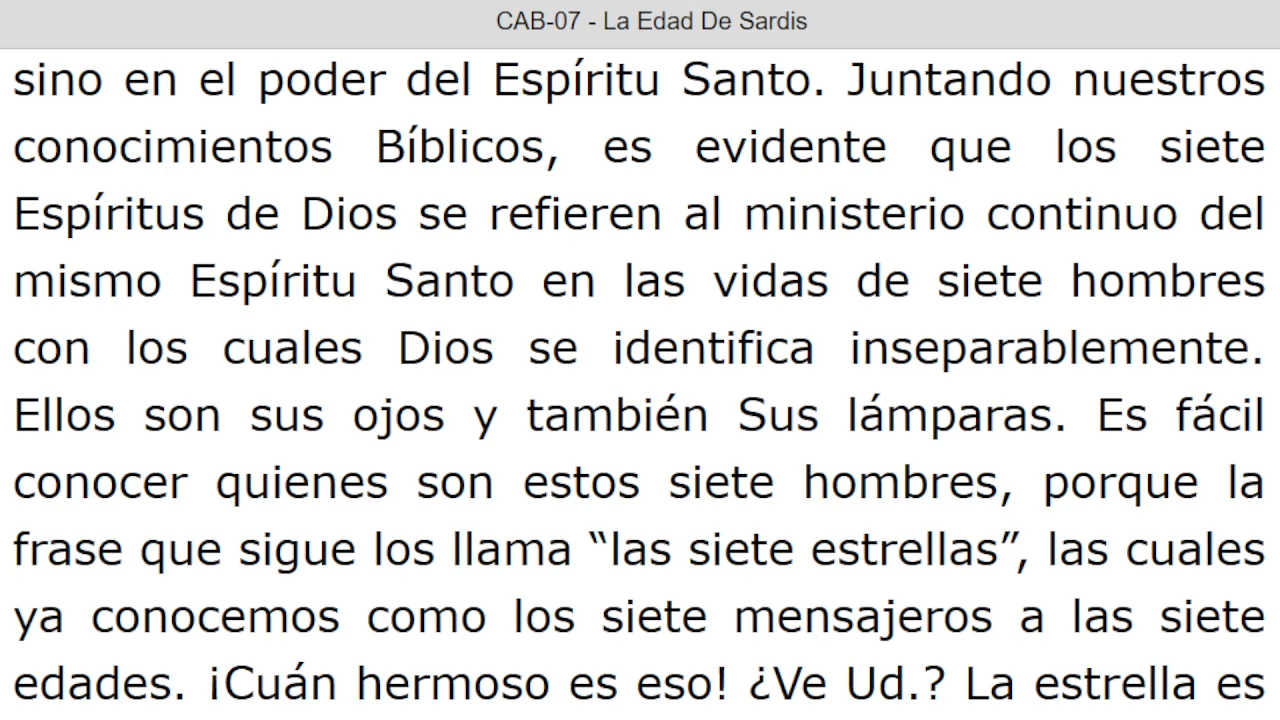 CAB-07 - La Edad De Sardis
sino en el poder del Espíritu Santo. Juntando nuestros
conocimientos Bíblicos, es evidente que los siete
Espíritus de Dios se refieren al ministerio continuo del
mismo Espíritu Santo en las vidas de siete hombres
con los cuales Dios se identifica inseparablemente.
Ellos son sus ojos y también Sus lámparas. Es fácil
conocer quienes son estos siete hombres, porque la
frase que sigue los llama “las siete estrellas”, las cuales
ya conocemos como los siete mensajeros a las siete
edades. ¡Cuán hermoso es eso! ¿Ve Ud.? La estrella es